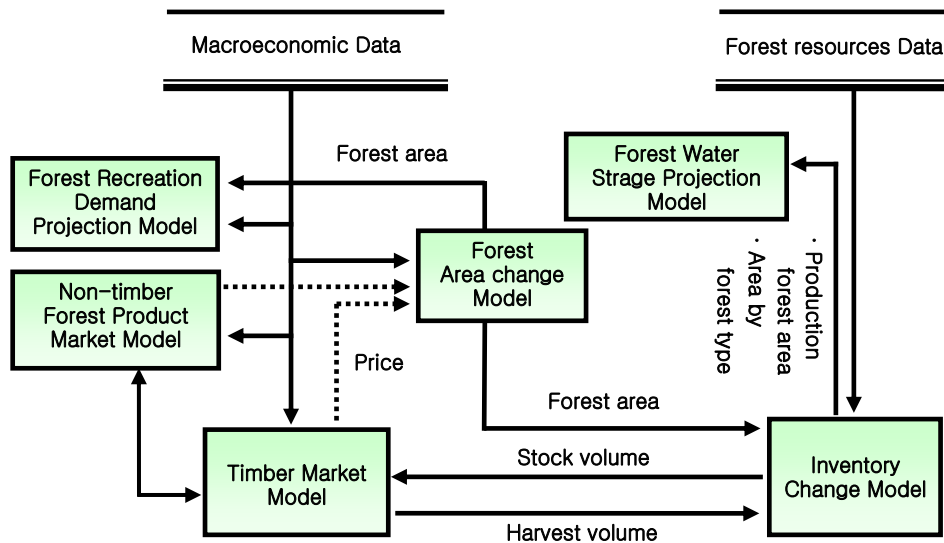 Macroeconomic Data
Forest resources Data
Forest area
Forest Recreation
Demand
Projection Model
Forest Water
Strage Projection
Model
Forest
Area change
Model
Non-timber
Forest Product
Market Model
· Production
forest area
· Area by
forest type
Price
Forest area
Timber Market
Model
Stock volume
Inventory
Change Model
Harvest volume